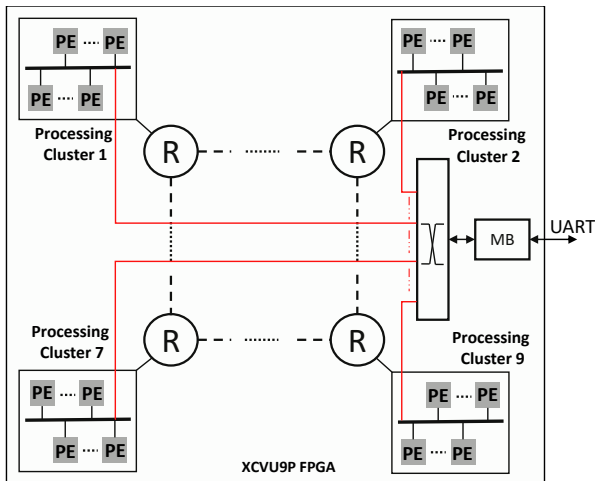 PE PE PE PE
PE PE PE PE
Processing
Cluster 1
Processing
Cluster 2
R R
MB
UART
Processing
Cluster 7
Processing
Cluster 9
R R
PE PE PE PE
PE PE PE PE
XCVU9P FPGA